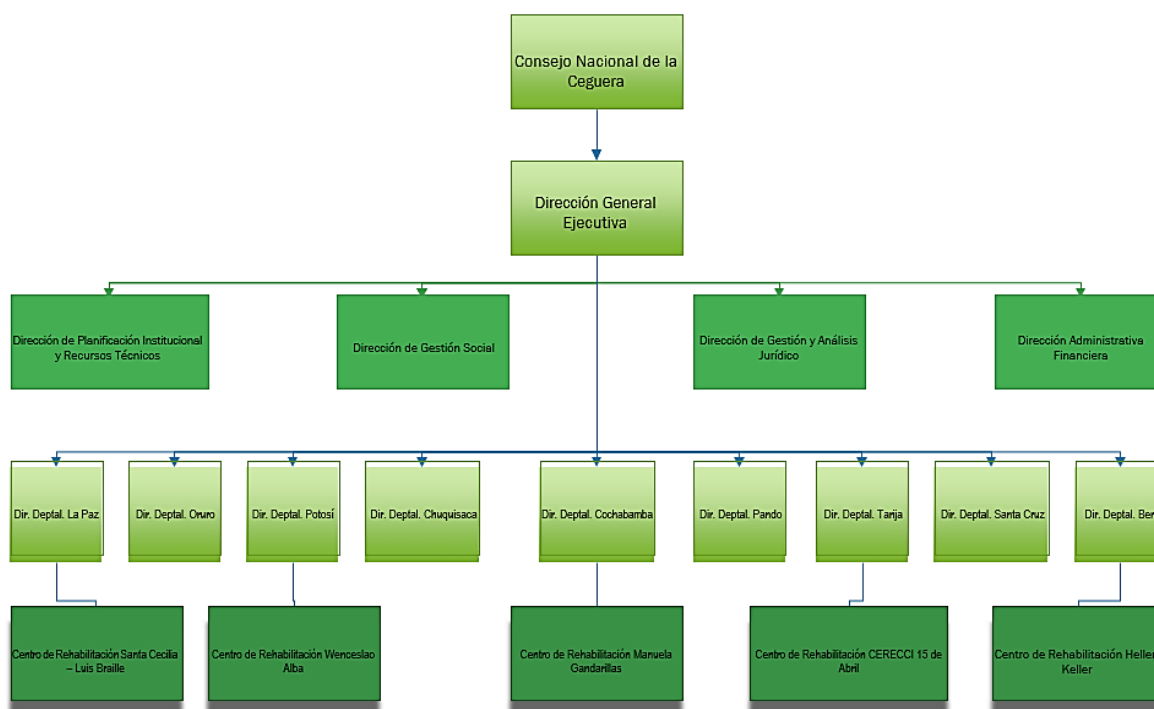 Consejo Nacional de la
Ceguera
Dirección General
Ejecutiva
Dirección de Planificación Institucional
y Recursos Técnicos
Dirección de Gestión Social
Dirección de Gestión y Análisis
Jurídico
Dirección Administrativa
Financiera
Dir. Deptal. La Paz
Dir. Deptal. Oruro
Dir. Deptal. Potosí
Dir. Deptal. Chuquisaca
Dir. Deptal. Cochabamba
Dir. Deptal. Pando
Dir. Deptal. Tarija
Dir. Deptal. Santa Cruz
Dir. Deptal. Ben
Centro de Rehabilitación Santa Cecilia
– Luis Braille
Centro de Rehabilitación Wenceslao
Alba
Centro de Rehabilitación Manuela
Gandarillas
Centro de Rehabilitación CERECCI 15 de
Abril
Centro de Rehabilitación Heller
Keller